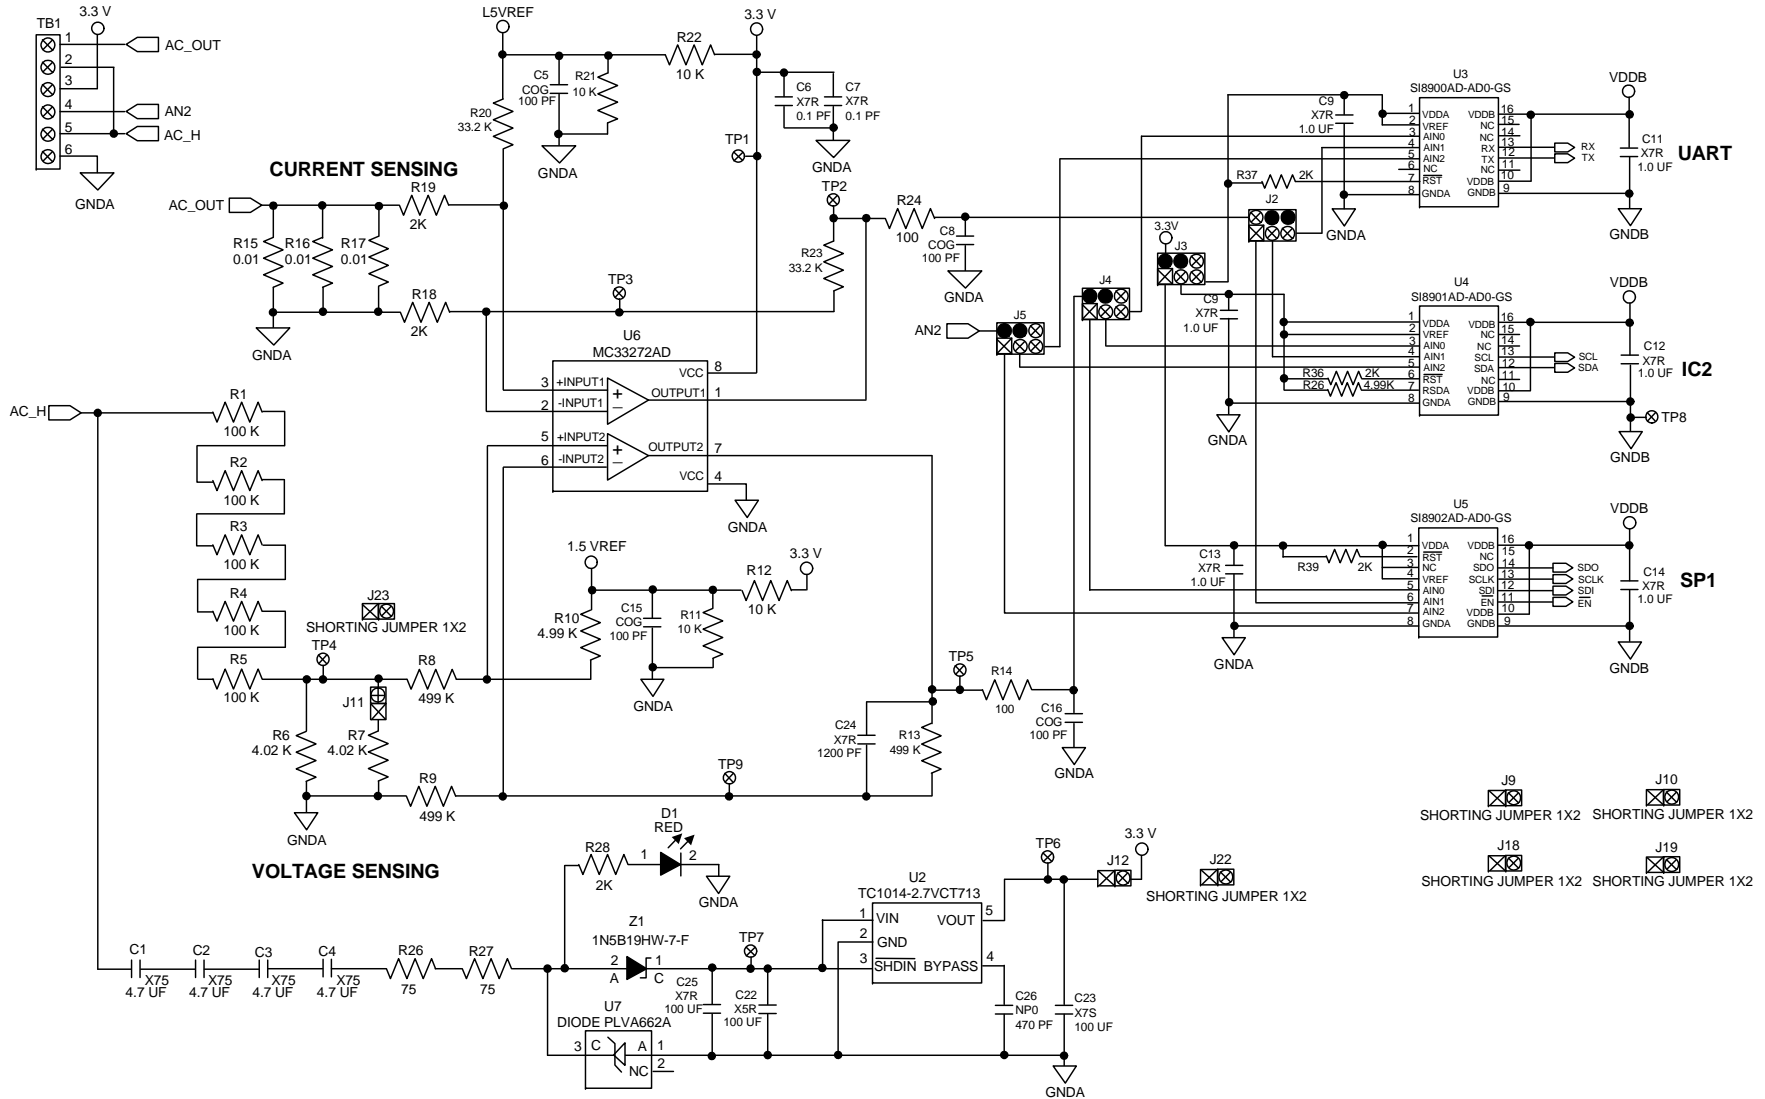 TB1
3.3 V
1
2
3
4
5
6
AC_OUT
AN2
AC_H
GNDA
L5VREF
3.3 V
R22
10 K
C5
COG
100 PF
R21
10 K
R20
33.2 K
C6
X7R
0.1 PF
C7
X7R
0.1 PF
GNDA
GNDA
TP1
CURRENT SENSING
AC_OUT
R19
2K
R15
0.01
R16
0.01
R17
0.01
R18
2K
GNDA
TP3
TP2
R23
33.2 K
R24
100
C8
COG
100 PF
GNDA
U6
MC33272AD
VCC
8
3
+INPUT1
2
-INPUT1
OUTPUT1
1
5
+INPUT2
6
-INPUT2
OUTPUT2
7
VCC
4
+
−
+
−
GNDA
AC_H
R1
100 K
R2
100 K
R3
100 K
R4
100 K
R5
100 K
J23
SHORTING JUMPER 1X2
TP4
R8
499 K
J11
R6
4.02 K
R7
4.02 K
R9
499 K
GNDA
VOLTAGE SENSING
1.5 VREF
3.3 V
R12
10 K
R10
4.99 K
C15
COG
100 PF
R11
10 K
GNDA
TP9
C24
X7R
1200 PF
R13
499 K
TP5
R14
100
C16
COG
100 PF
GNDA
AN2
J5
J4
3.3V
J3
J2
U3
SI8900AD-AD0-GS
C9
X7R
1.0 UF
R37
2K
GNDA
1
2
3
4
5
6
7
8
VDDA
VREF
AIN0
AIN1
AIN2
NC
RST
GNDA
VDDB
NC
NC
RX
TX
NC
VDDB
GNDB
16
15
14
13
12
11
10
9
RX
TX
VDDB
C11
X7R
1.0 UF
GNDB
UART
U4
SI8901AD-AD0-GS
C9
X7R
1.0 UF
R36
2K
R26
4.99K
GNDA
1
2
3
4
5
6
7
8
VDDA
VREF
AIN0
AIN1
AIN2
RST
RSDA
GNDA
VDDB
NC
NC
SCL
SDA
NC
VDDB
GNDB
16
15
14
13
12
11
10
9
SCL
SDA
VDDB
C12
X7R
1.0 UF
TP8
GNDB
IC2
U5
SI8902AD-AD0-GS
C13
X7R
1.0 UF
R39
2K
GNDA
1
2
3
4
5
6
7
8
VDDA
RST
NC
VREF
AIN0
AIN1
AIN2
GNDA
VDDB
NC
SDO
SCLK
SDI
EN
VDDB
GNDB
16
15
14
13
12
11
10
9
SDO
SCLK
SDI
EN
VDDB
C14
X7R
1.0 UF
GNDB
SP1
J9
SHORTING JUMPER 1X2
J10
SHORTING JUMPER 1X2
J18
SHORTING JUMPER 1X2
J19
SHORTING JUMPER 1X2
C1
X75
4.7 UF
C2
X75
4.7 UF
C3
X75
4.7 UF
C4
X75
4.7 UF
R26
75
R27
75
R28
2K
D1
RED
1
2
GNDA
Z1
1N5B19HW-7-F
2
1
A
C
U7
DIODE PLVA662A
3
C
A
1
NC
2
C25
X7R
100 UF
TP7
C22
X5R
100 UF
U2
TC1014-2.7VCT713
1
VIN
VOUT
5
2
GND
3
SHDIN
BYPASS
4
C26
NP0
470 PF
C23
X7S
100 UF
TP6
J12
3.3 V
J22
SHORTING JUMPER 1X2
GNDA